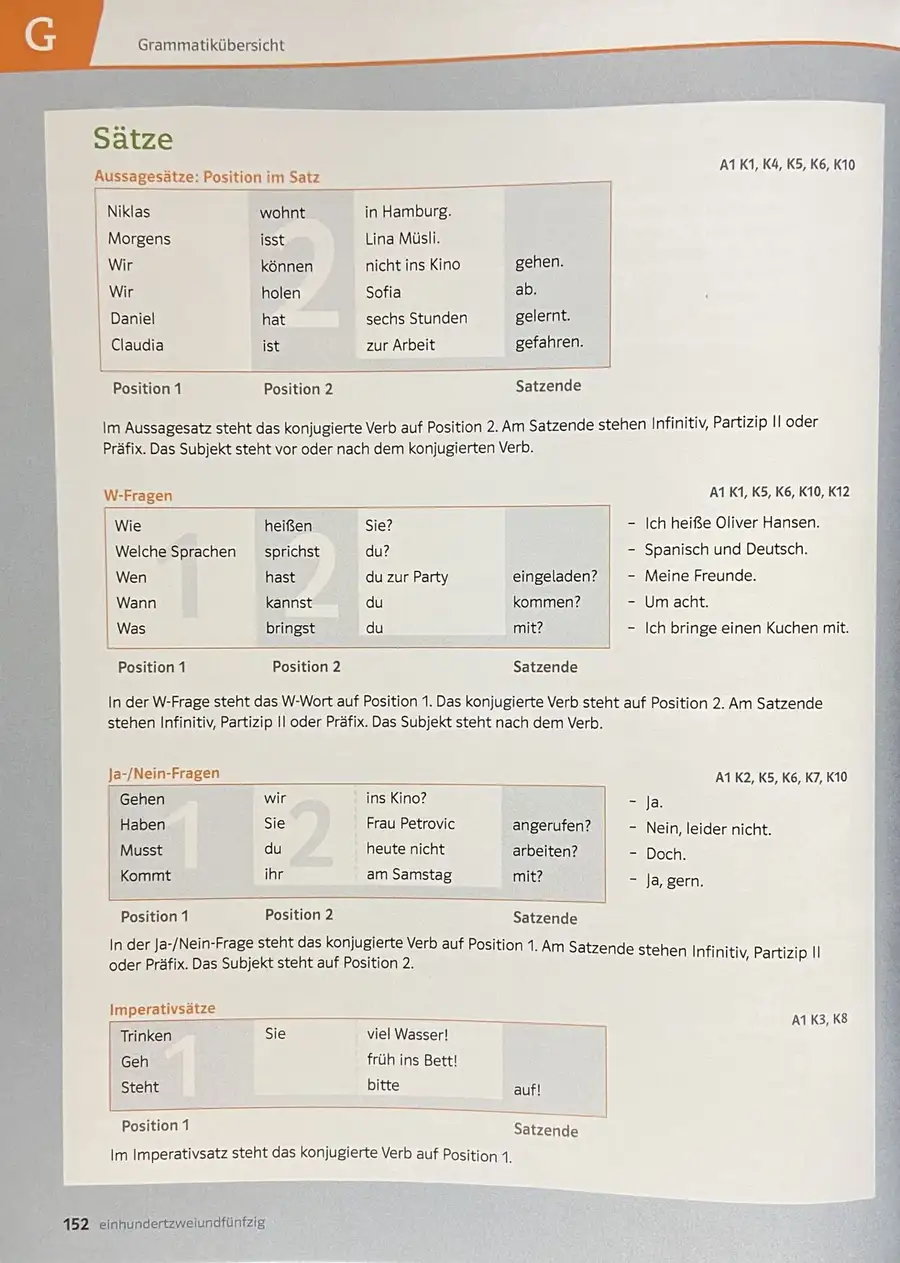 G
Grammatikübersicht
Sätze
Aussagesätze: Position im Satz
A1 K1, K4, K5, K6, K10
2
Niklas wohnt in Hamburg.
Morgens isst Lina Müsli.
Wir können nicht ins Kino gehen.
Wir holen Sofia ab.
Daniel hat sechs Stunden gelernt.
Claudia ist zur Arbeit gefahren.
Position 1 Position 2 Satzende
Im Aussagesatz steht das konjugierte Verb auf Position 2. Am Satzende stehen Infinitiv, Partizip II oder
Präfix. Das Subjekt steht vor oder nach dem konjugierten Verb.
W-Fragen
A1 K1, K5, K6, K10, K12
1 2
Wie heißen Sie? – Ich heiße Oliver Hansen.
Welche Sprachen sprichst du? – Spanisch und Deutsch.
Wen hast du zur Party eingeladen? – Meine Freunde.
Wann kannst du kommen? – Um acht.
Was bringst du mit? – Ich bringe einen Kuchen mit.
Position 1 Position 2 Satzende
In der W-Frage steht das W-Wort auf Position 1. Das konjugierte Verb steht auf Position 2. Am Satzende
stehen Infinitiv, Partizip II oder Präfix. Das Subjekt steht nach dem Verb.
Ja-/Nein-Fragen
A1 K2, K5, K6, K7, K10
1 2
Gehen wir ins Kino? – Ja.
Haben Sie Frau Petrovic angerufen? – Nein, leider nicht.
Musst du heute nicht arbeiten? – Doch.
Kommt ihr am Samstag mit? – Ja, gern.
Position 1 Position 2 Satzende
In der Ja-/Nein-Frage steht das konjugierte Verb auf Position 1. Am Satzende stehen Infinitiv, Partizip II
oder Präfix. Das Subjekt steht auf Position 2.
Imperativsätze
A1 K3, K8
1
Trinken Sie viel Wasser!
Geh früh ins Bett!
Steht bitte auf!
Position 1 Satzende
Im Imperativsatz steht das konjugierte Verb auf Position 1.
152 einhundertzweiundfünfzig